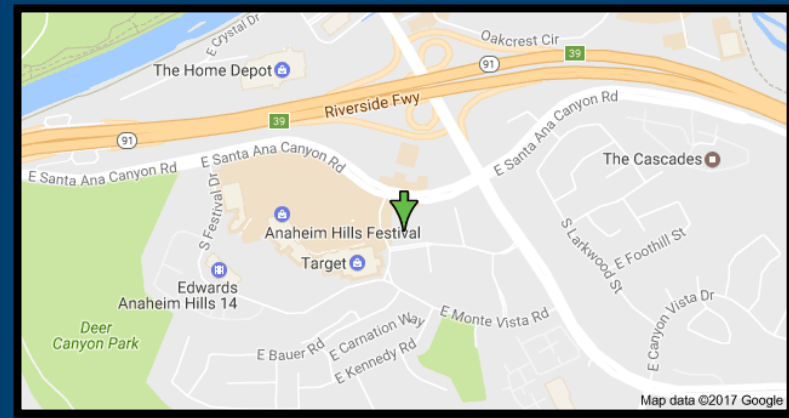 E Crystal Dr
Oakcrest Cir
39
91
The Home Depot
Riverside Fwy
39
91
E Santa Ana Canyon Rd
E Santa Ana Canyon Rd
E Santa Ana Canyon Rd
The Cascades
S Festival Dr
Anaheim Hills Festival
S Larkwood St
E Foothill St
Target
Edwards
Anaheim Hills 14
E Canyon Vista Dr
Deer
Canyon Park
E Monte Vista Rd
E Carnation Way
E Bauer Rd
E Kennedy Rd
Map data ©2017 Google